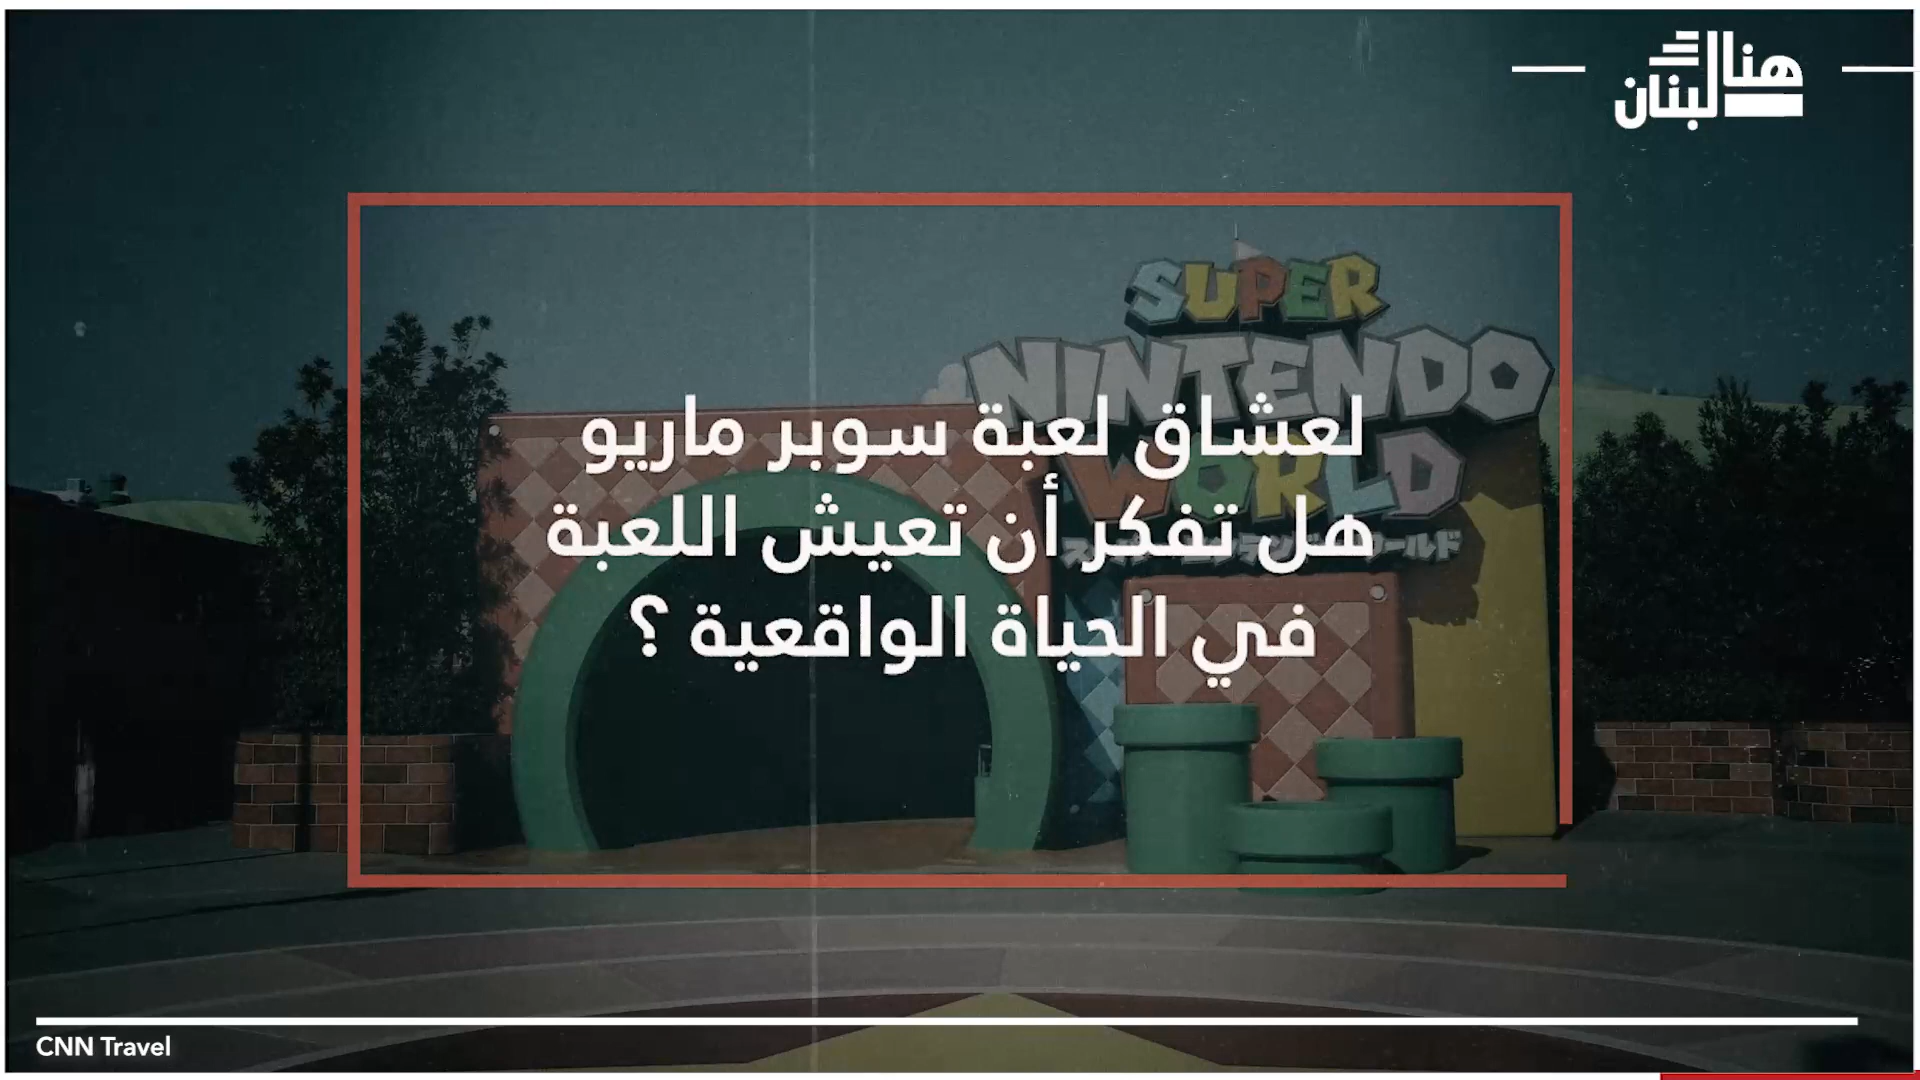 هنا لبنان
SUPER
NINTENDO
WORLD
لعشاق لعبة سوبر ماريو
هل تفكر أن تعيش اللعبة
في الحياة الواقعية ؟
CNN Travel